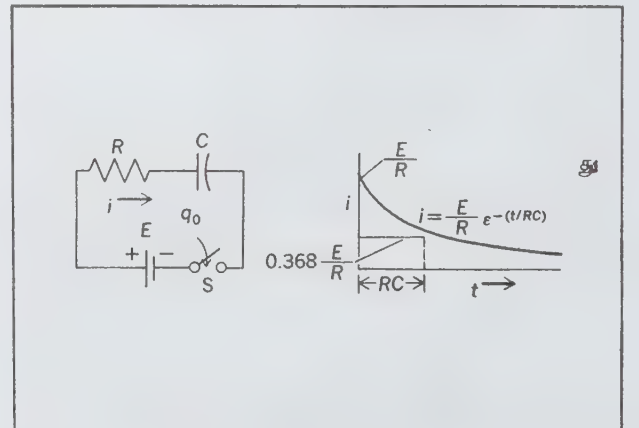 R
C
i →
q₀
E
+ −
S
E/R
i
i = E/R ε^−(t/RC)
0.368 E/R
RC
t →